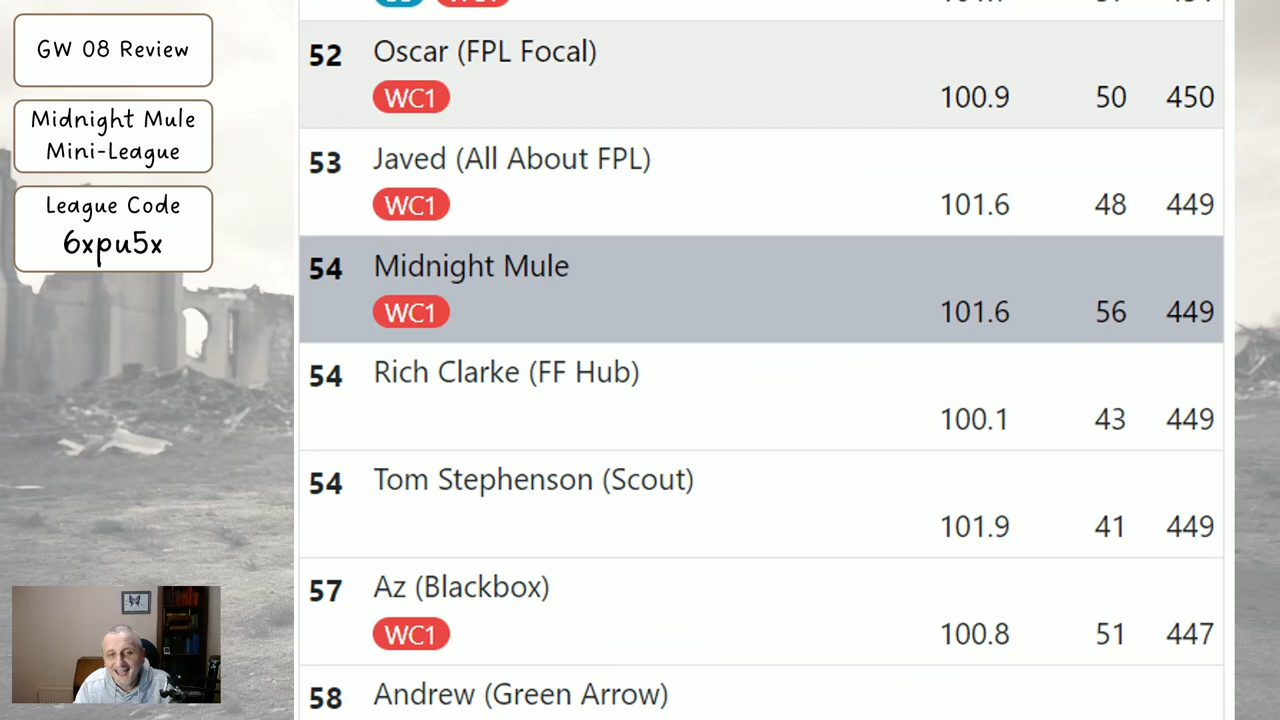 GW 08 Review
Midnight Mule
Mini-League
League Code
6xpu5x
52 Oscar (FPL Focal)
WC1 100.9 50 450
53 Javed (All About FPL)
WC1 101.6 48 449
54 Midnight Mule
WC1 101.6 56 449
54 Rich Clarke (FF Hub)
100.1 43 449
54 Tom Stephenson (Scout)
101.9 41 449
57 Az (Blackbox)
WC1 100.8 51 447
58 Andrew (Green Arrow)